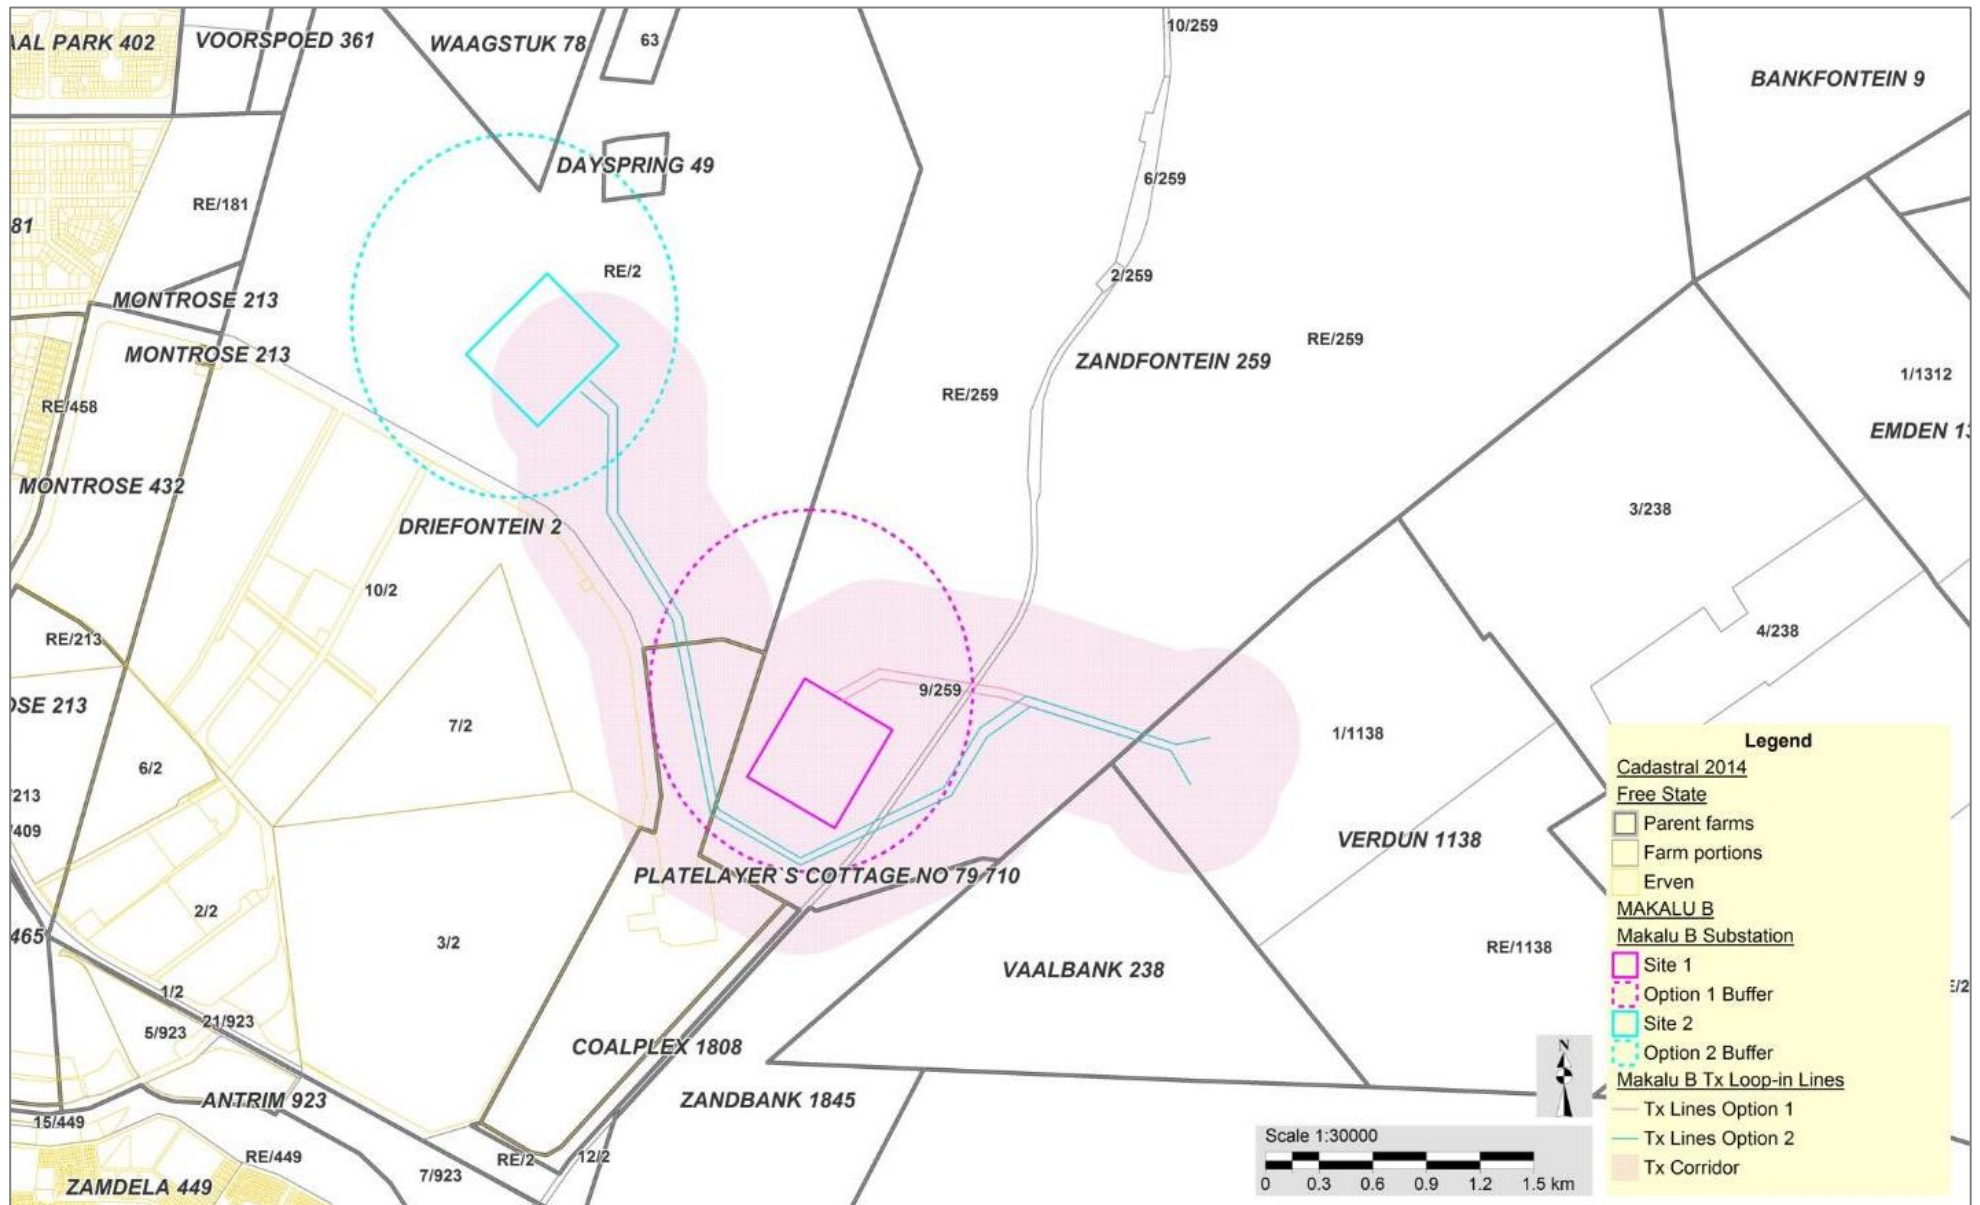 10/259
AAL PARK 402
VOORSPOED 361
WAAGSTUK 78
63
BANKFONTEIN 9
DAYSPRING 49
6/259
RE/181
81
RE/2
2/259
MONTROSE 213
RE/259
MONTROSE 213
ZANDFONTEIN 259
1/1312
RE/259
RE/458
EMDEN 13
MONTROSE 432
3/238
DRIEFONTEIN 2
10/2
4/238
RE/213
9/259
OSE 213
7/2
1/1138
6/2
/213
/409
VERDUN 1138
PLATELAYER`S COTTAGE NO 79 710
2/2
465
3/2
RE/1138
VAALBANK 238
1/2
E/2
21/923
5/923
COALPLEX 1808
ANTRIM 923
ZANDBANK 1845
15/449
RE/449
RE/2
12/2
7/923
ZAMDELA 449
N
Scale 1:30000
0 0.3 0.6 0.9 1.2 1.5 km
Legend
Cadastral 2014
Free State
Parent farms
Farm portions
Erven
MAKALU B
Makalu B Substation
Site 1
Option 1 Buffer
Site 2
Option 2 Buffer
Makalu B Tx Loop-in Lines
Tx Lines Option 1
Tx Lines Option 2
Tx Corridor